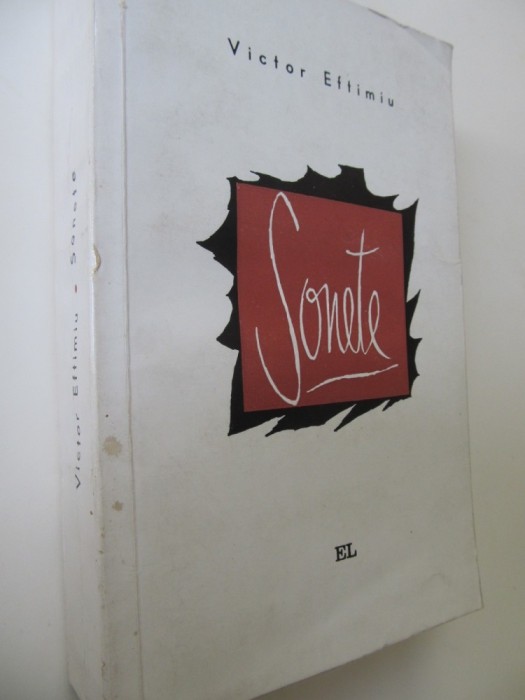 Victor Eftimiu
Sonete
EL
Victor Eftimiu • Sonete